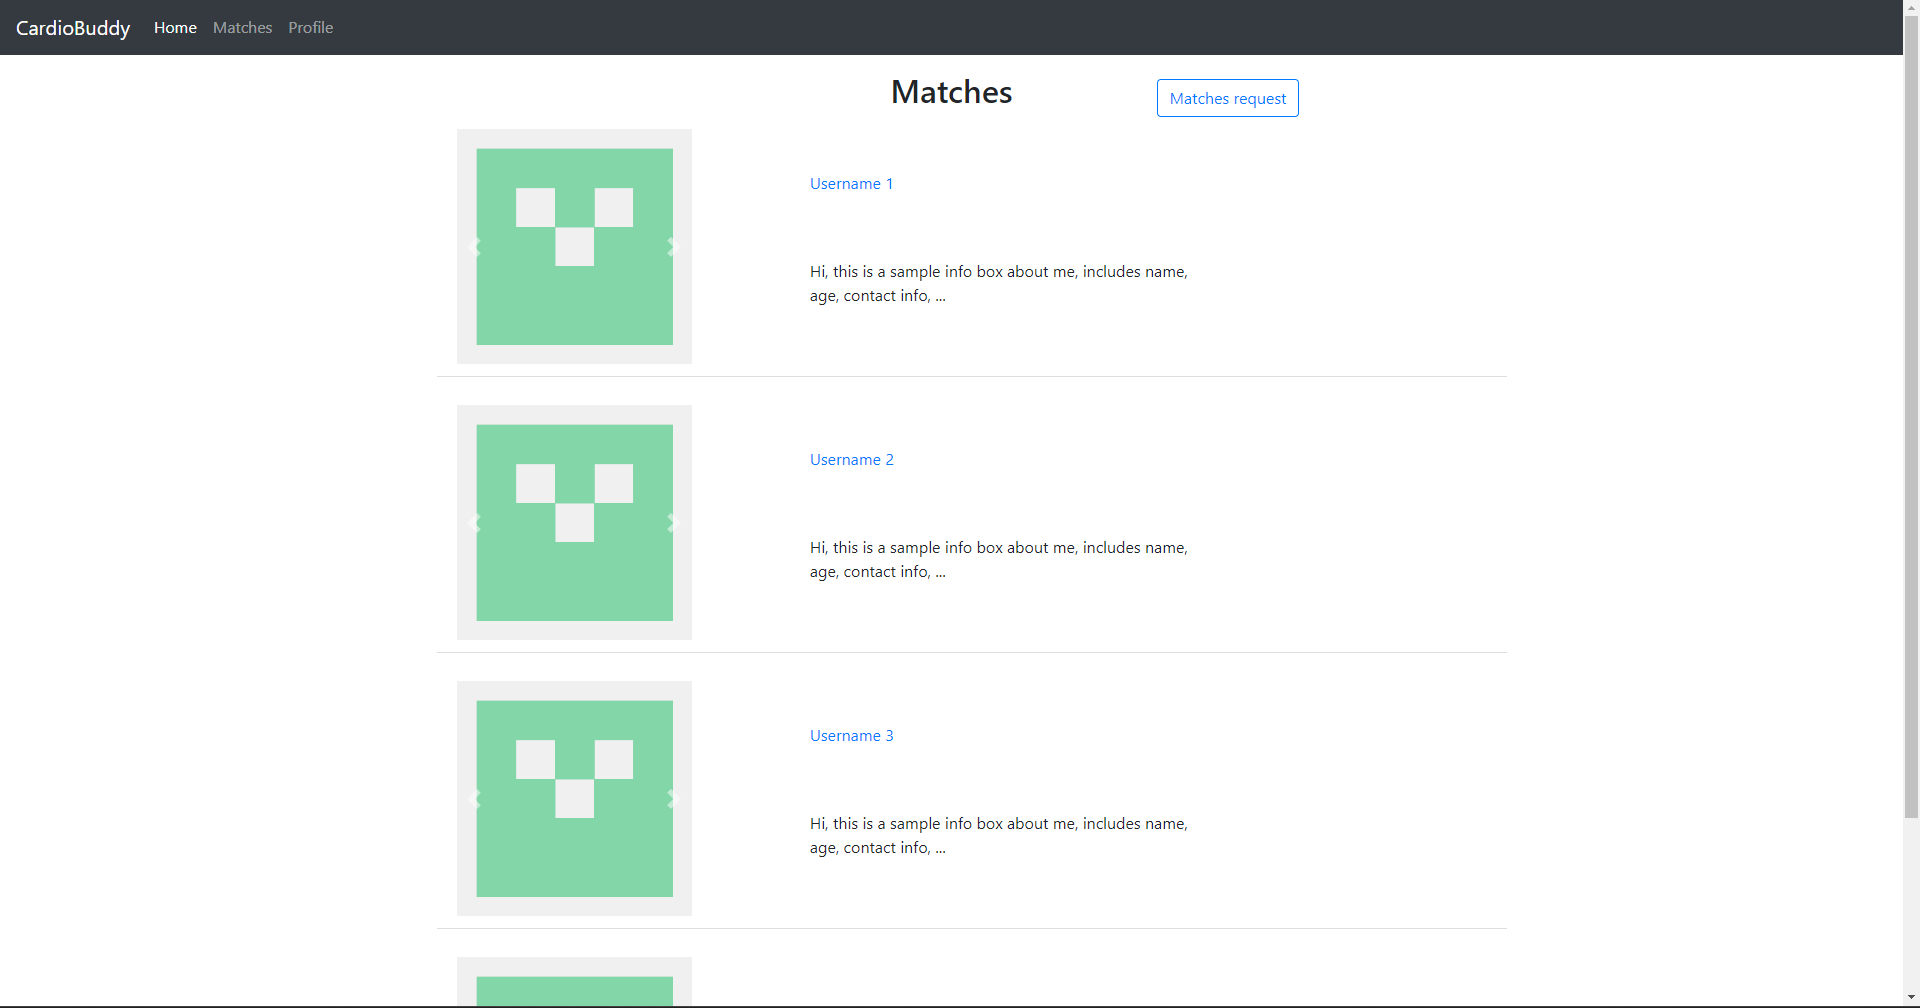 CardioBuddy Home Matches Profile
Matches
Matches request
Username 1
Hi, this is a sample info box about me, includes name,
age, contact info, ...
Username 2
Hi, this is a sample info box about me, includes name,
age, contact info, ...
Username 3
Hi, this is a sample info box about me, includes name,
age, contact info, ...